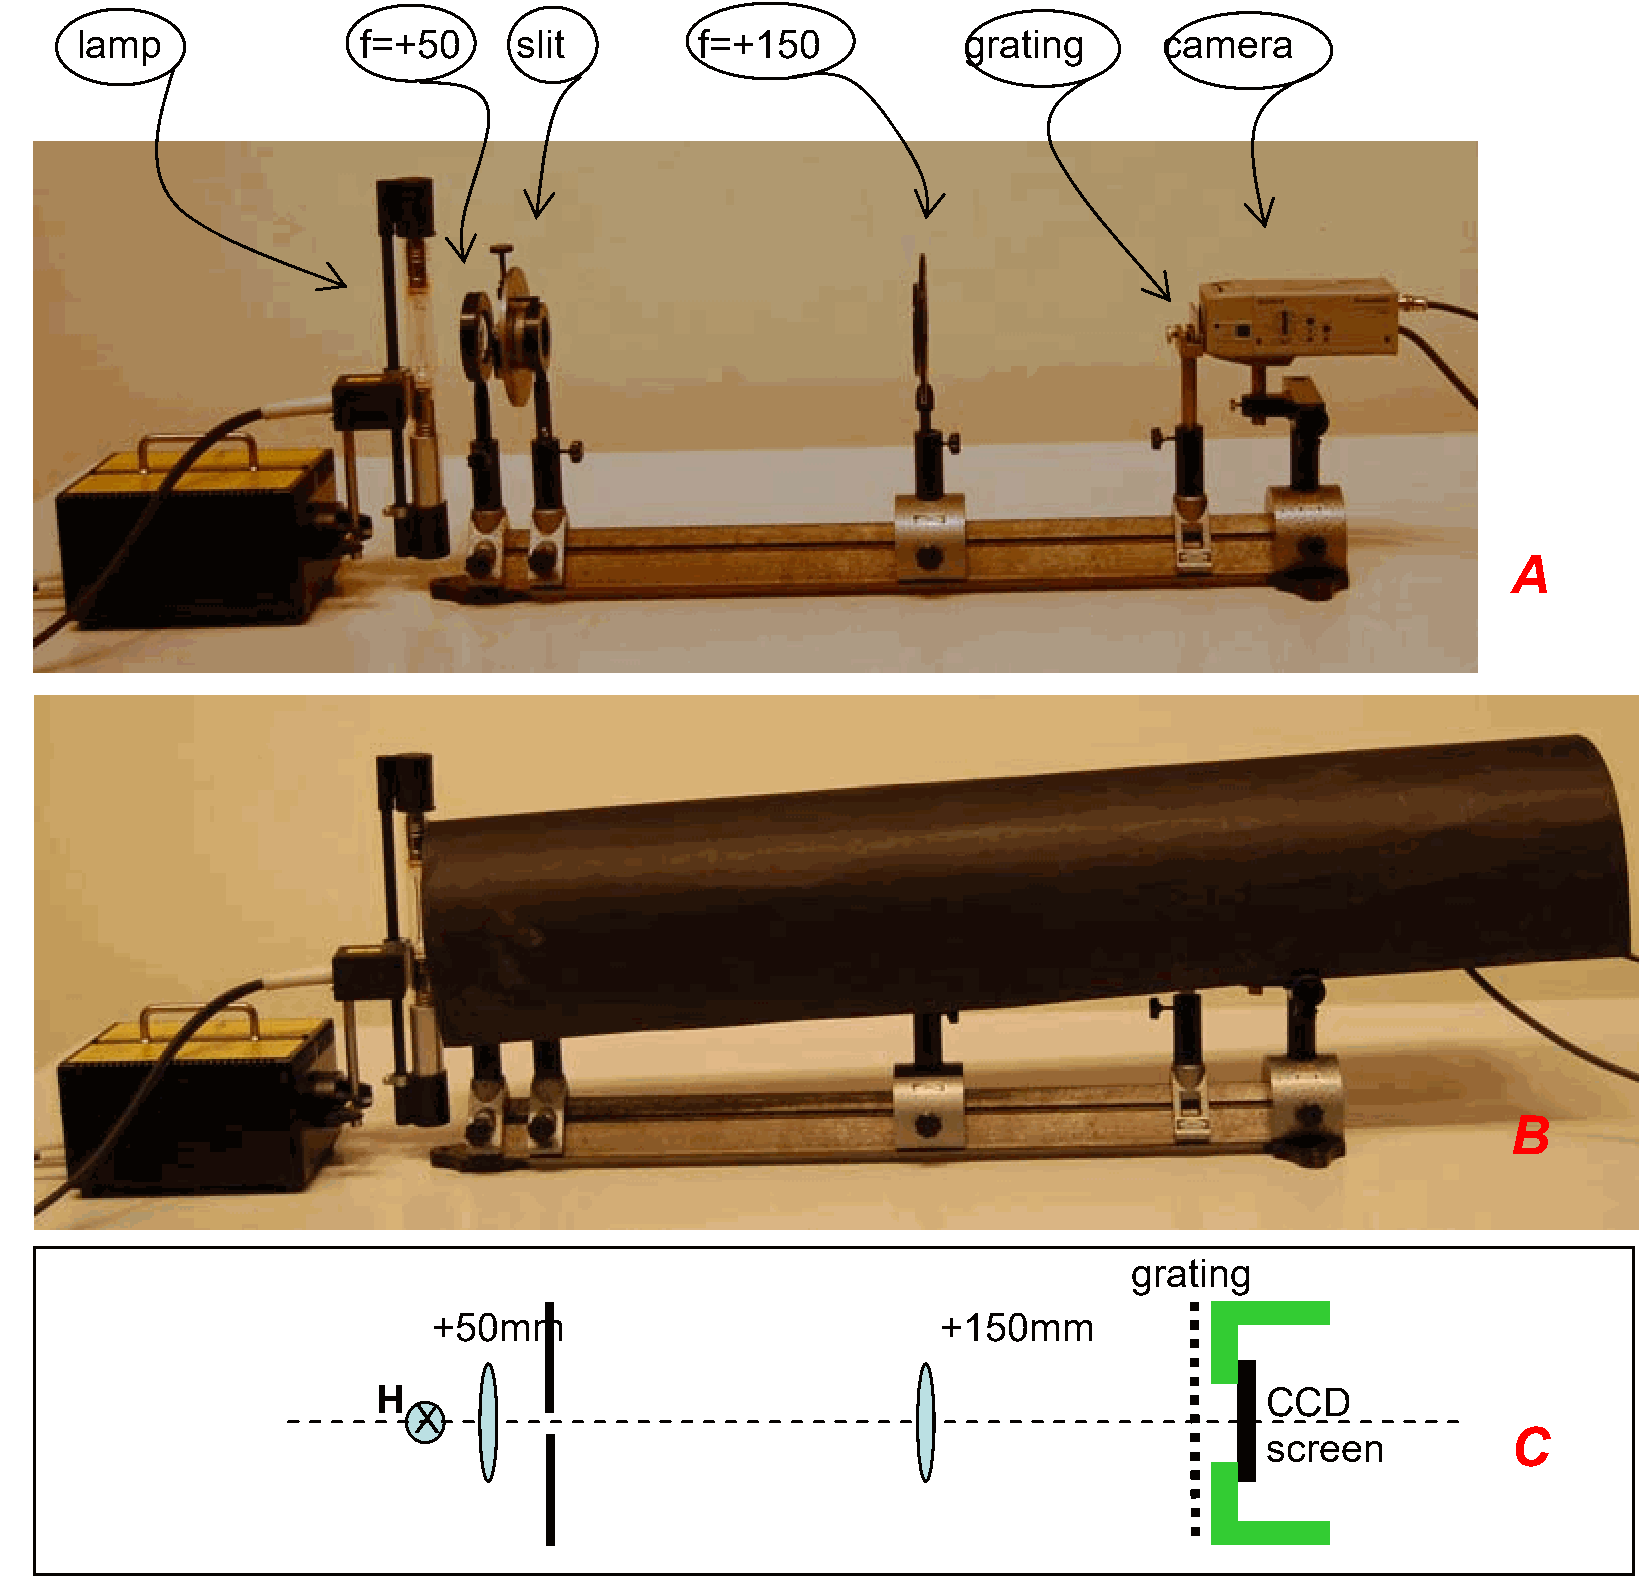 lamp
f=+50
slit
f=+150
grating
camera
A
B
grating
+50mm
+150mm
H
CCD
screen
C